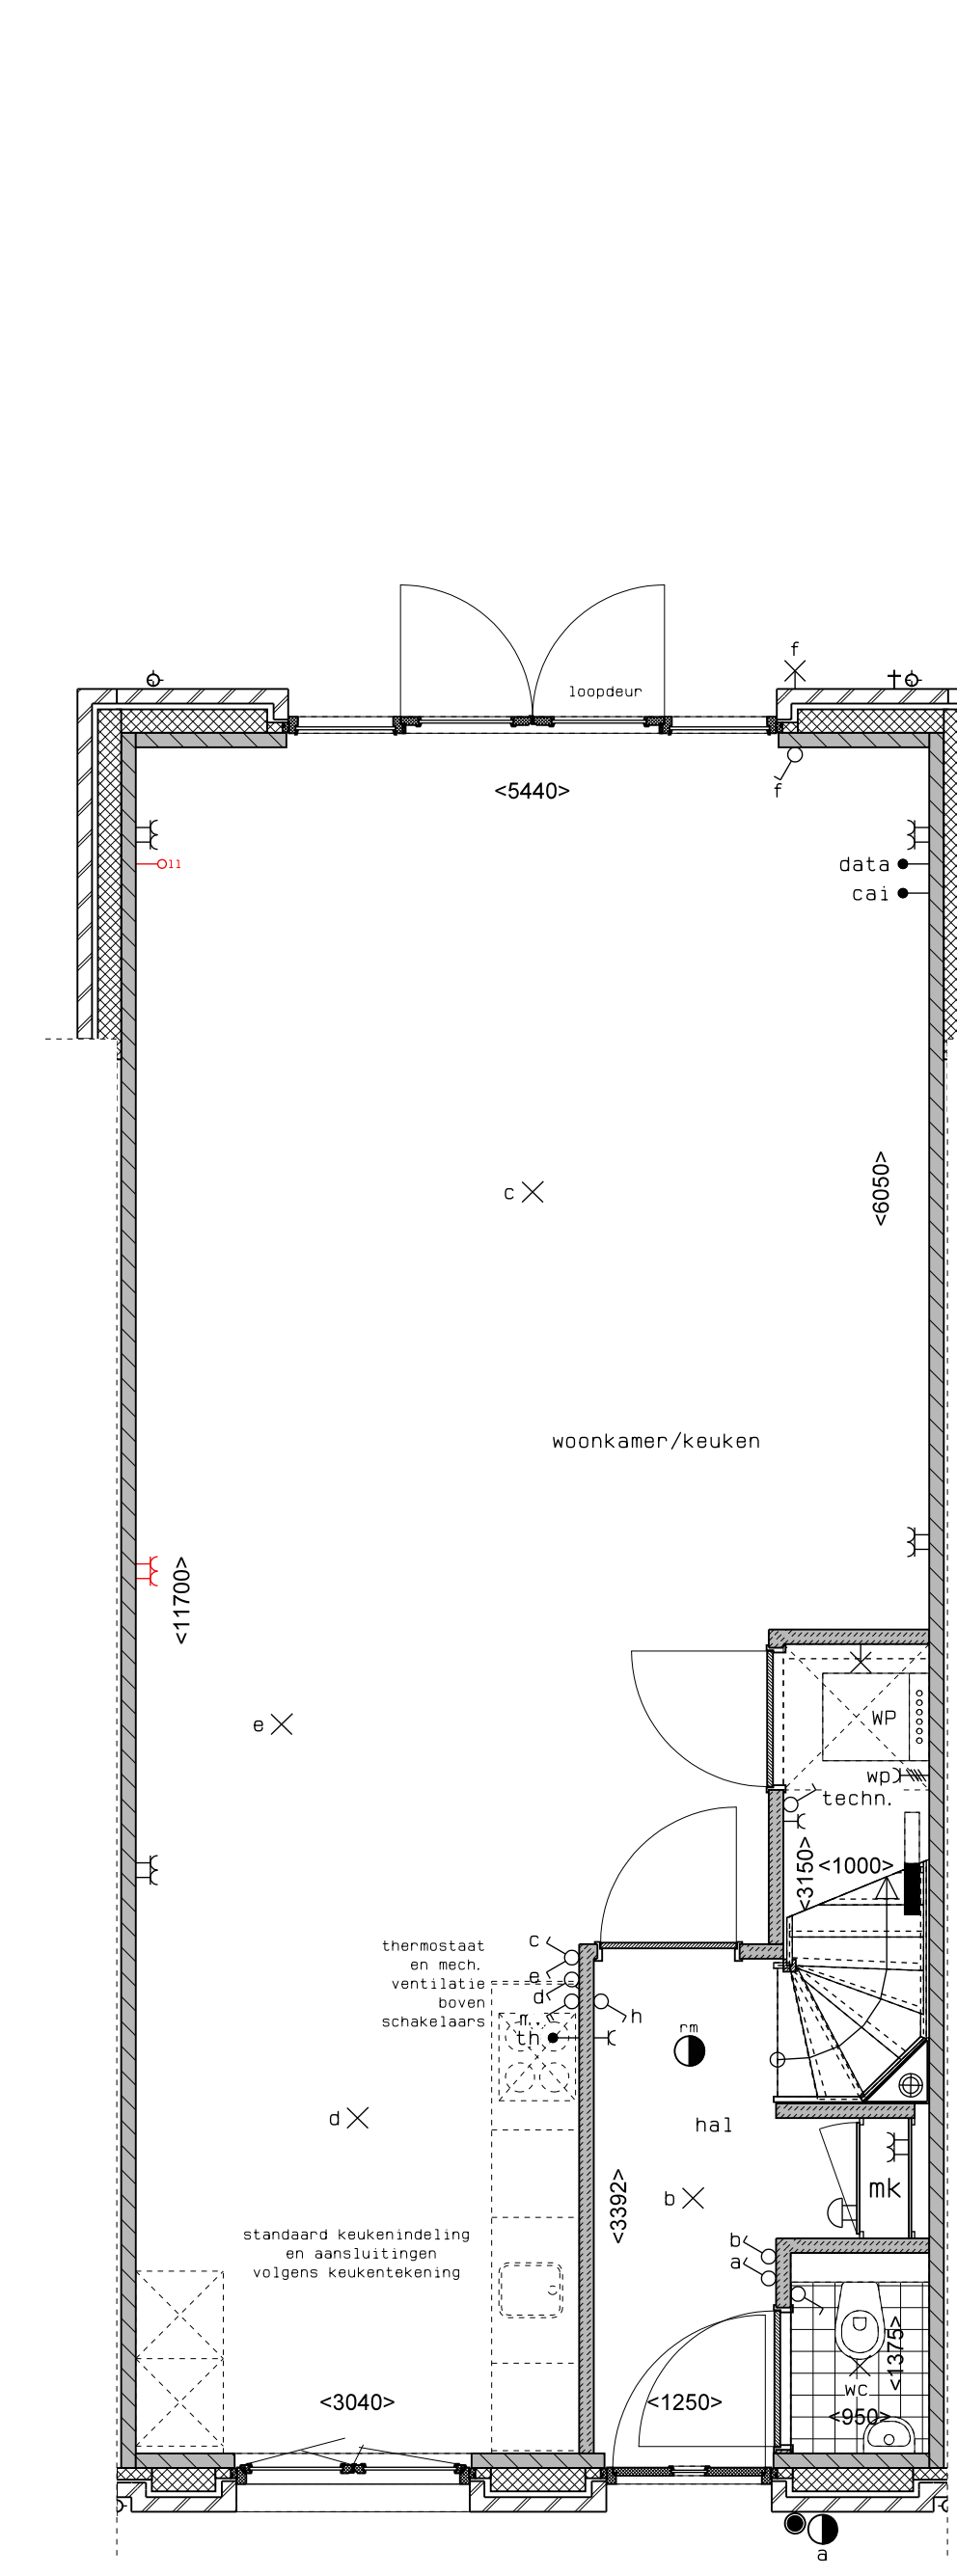 f
loopdeur
<5440>
f
ll
data
cai
<6050>
c
woonkamer/keuken
<11700>
e
WP
wp
techn.
<3150>
<1000>
thermostaat
en mech.
ventilatie
boven
schakelaars
c
e
d
m.
th
h
rm
d
hal
mk
<3392>
b
b
a
standaard keukenindeling
en aansluitingen
volgens keukentekening
<1375>
wc
<950>
<3040>
<1250>
a